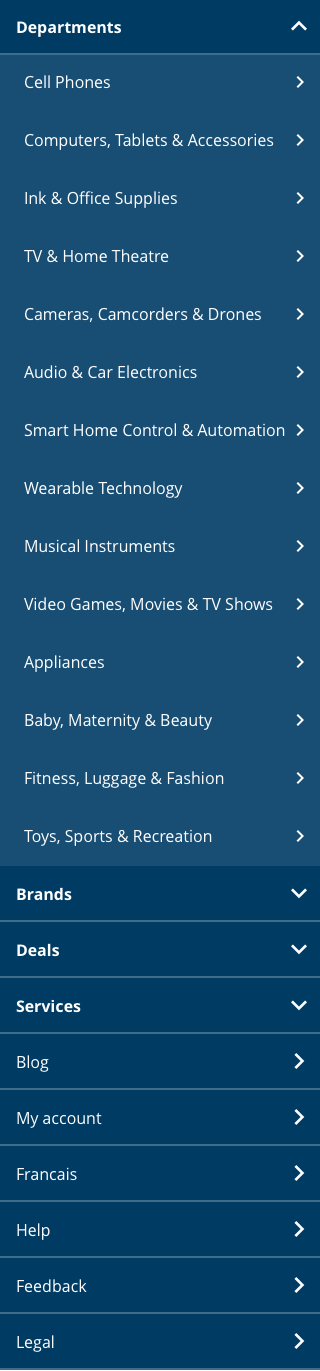 Departments
Cell Phones
Computers, Tablets & Accessories
Ink & Office Supplies
TV & Home Theatre
Cameras, Camcorders & Drones
Audio & Car Electronics
Smart Home Control & Automation
Wearable Technology
Musical Instruments
Video Games, Movies & TV Shows
Appliances
Baby, Maternity & Beauty
Fitness, Luggage & Fashion
Toys, Sports & Recreation
Brands
Deals
Services
Blog
My account
Francais
Help
Feedback
Legal